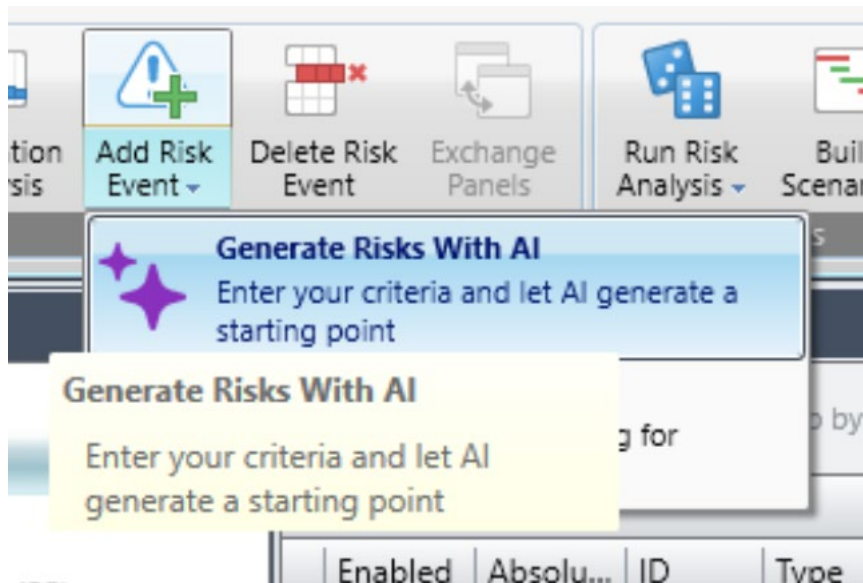 tion
sis
Add Risk
Event
Delete Risk
Event
Exchange
Panels
Run Risk
Analysis
Buil
Scenar
s
Generate Risks With AI
Enter your criteria and let AI generate a
starting point
Generate Risks With AI
Enter your criteria and let AI
generate a starting point
g for
by
Enabled
Absolu...
ID
Type